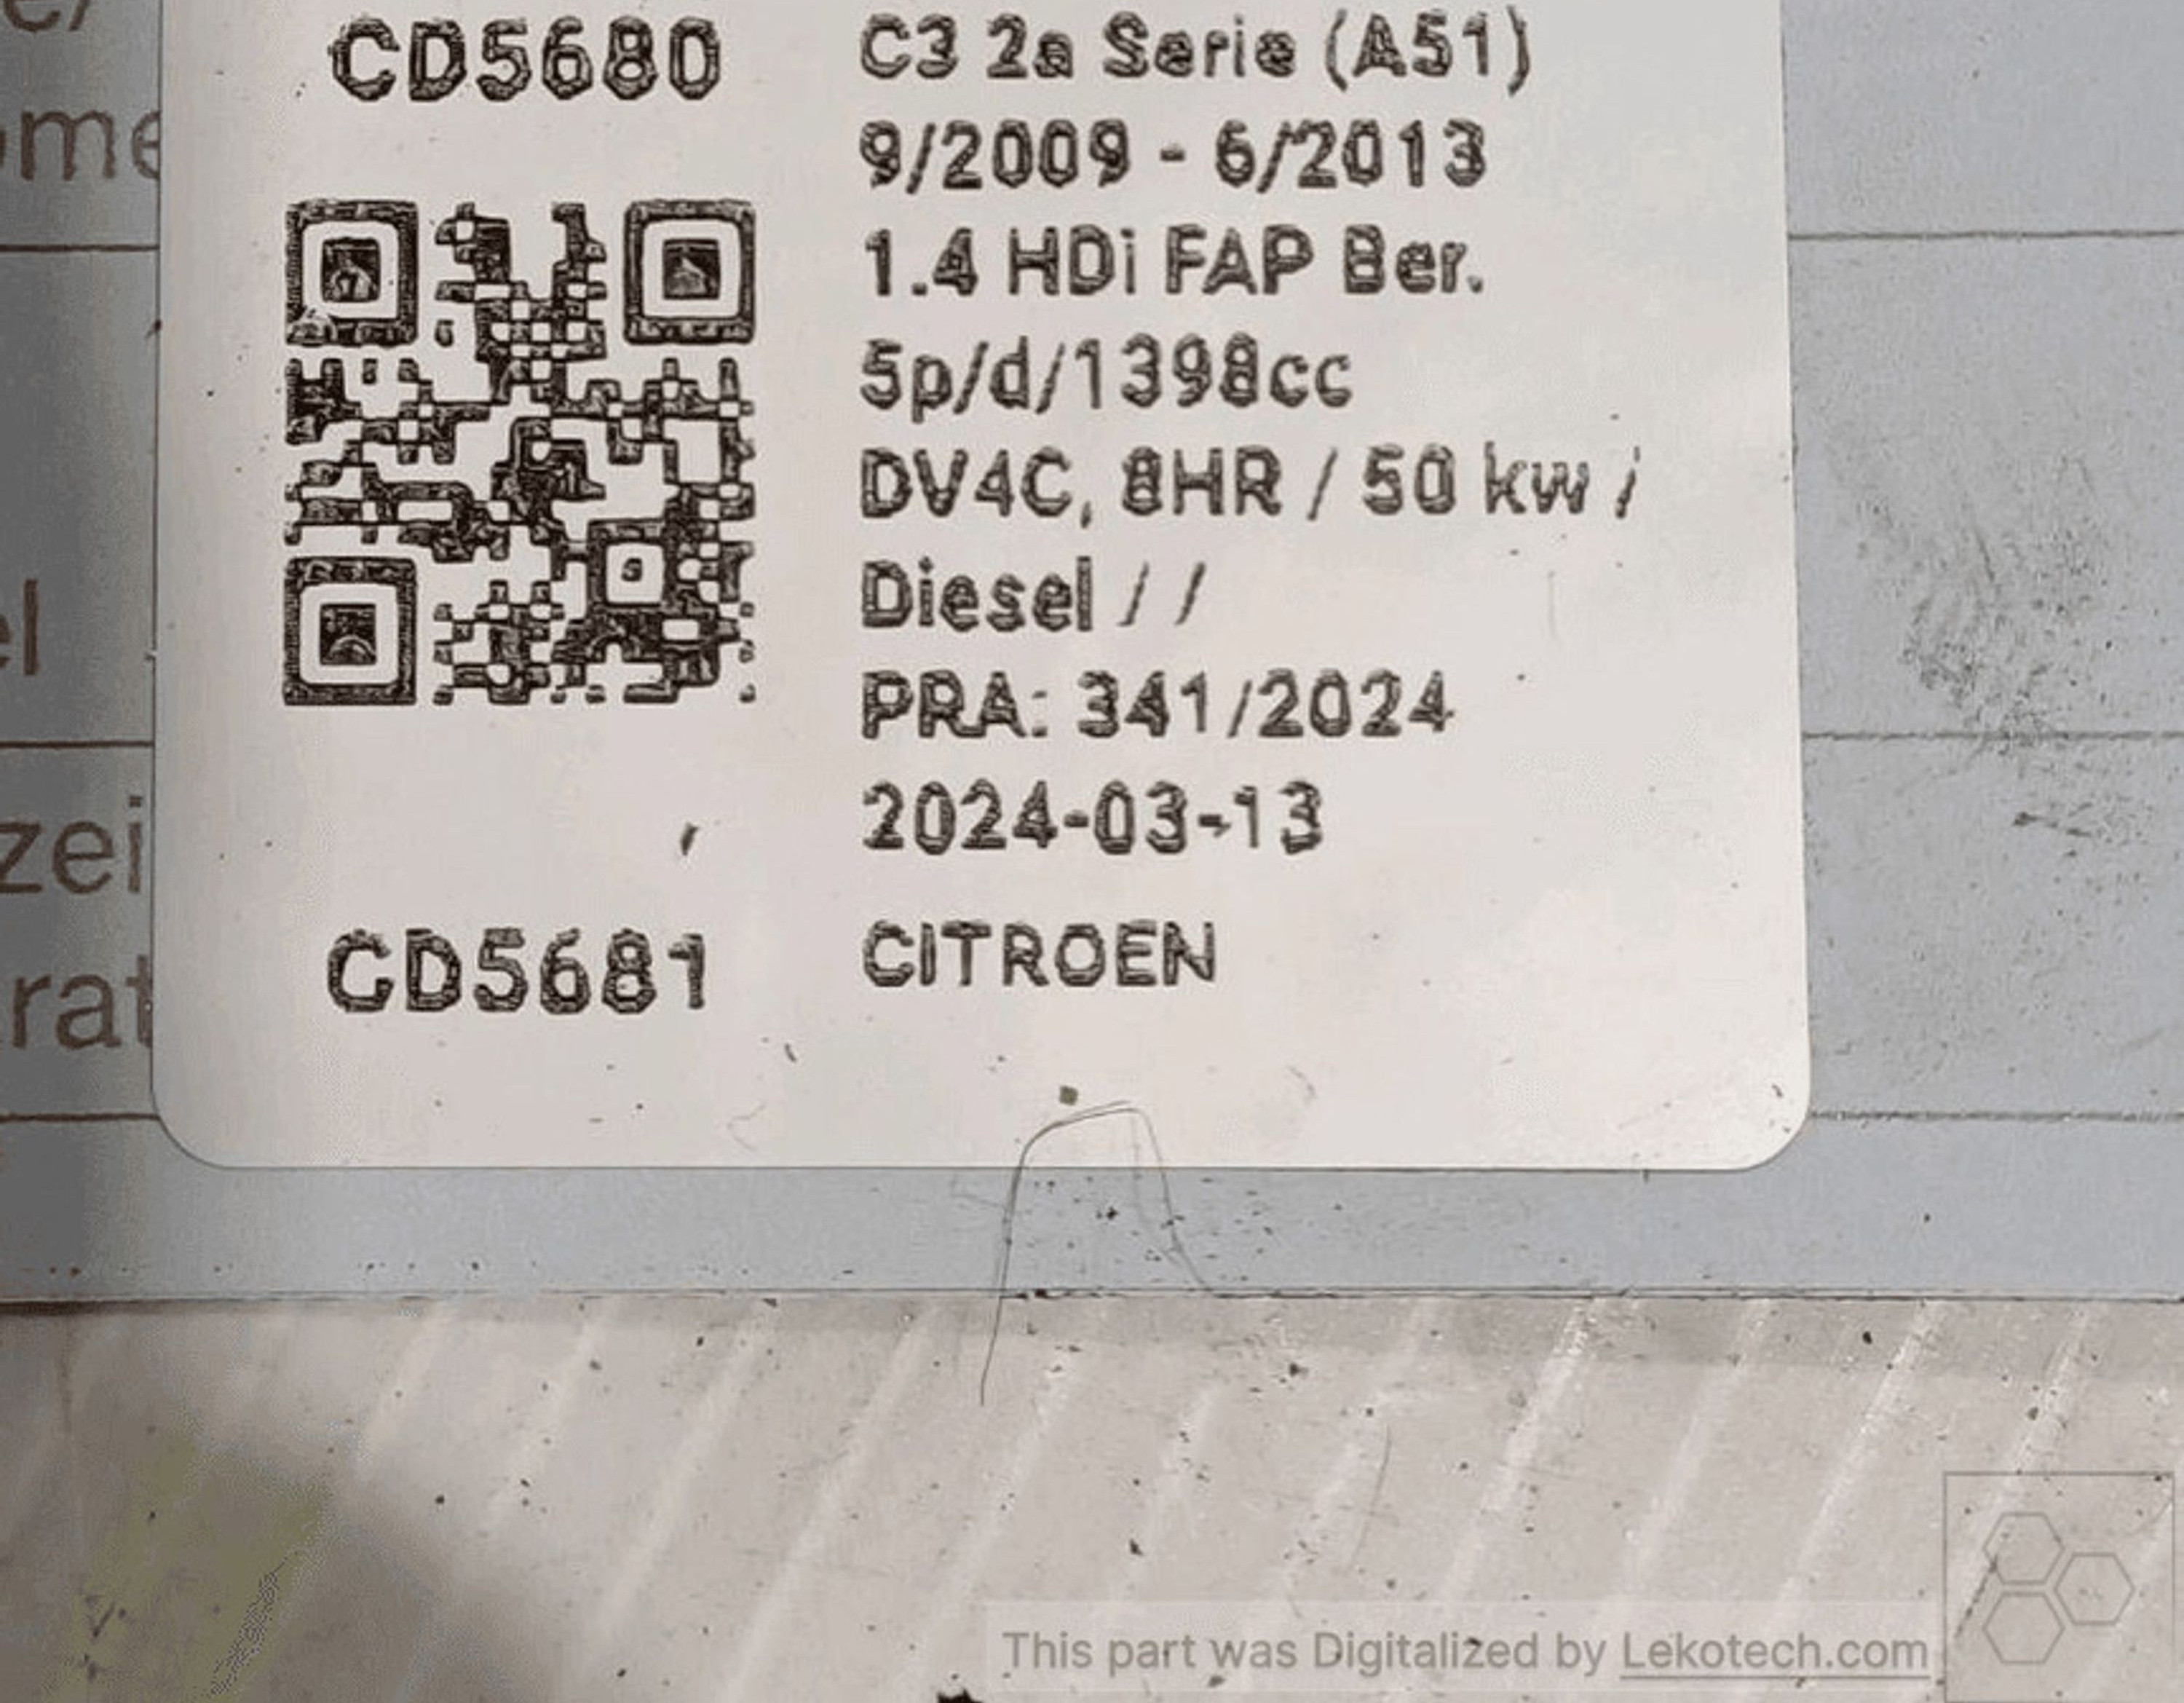 CD5680
C3 2a Serie (A51)
9/2009 - 6/2013
1.4 HDi FAP Ber.
5p/d/1398cc
DV4C, 8HR / 50 kw /
Diesel / /
PRA: 341/2024
2024-03-13
CD5681
CITROEN
This part was Digitalized by Lekotech.com